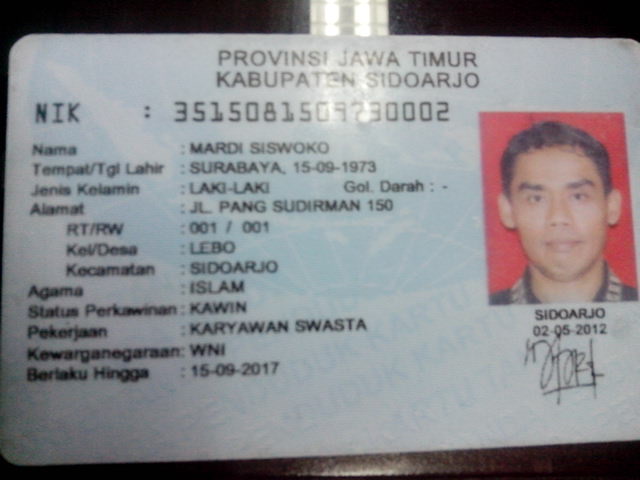 PROVINSI JAWA TIMUR
KABUPATEN SIDOARJO
NIK : 3515081509730002
Nama : MARDI SISWOKO
Tempat/Tgl Lahir : SURABAYA, 15-09-1973
Jenis Kelamin : LAKI-LAKI Gol. Darah : -
Alamat : JL. PANG SUDIRMAN 150
RT/RW : 001 / 001
Kel/Desa : LEBO
Kecamatan : SIDOARJO
Agama : ISLAM
Status Perkawinan : KAWIN
Pekerjaan : KARYAWAN SWASTA
Kewarganegaraan: WNI
Berlaku Hingga : 15-09-2017
SIDOARJO
02-05-2012